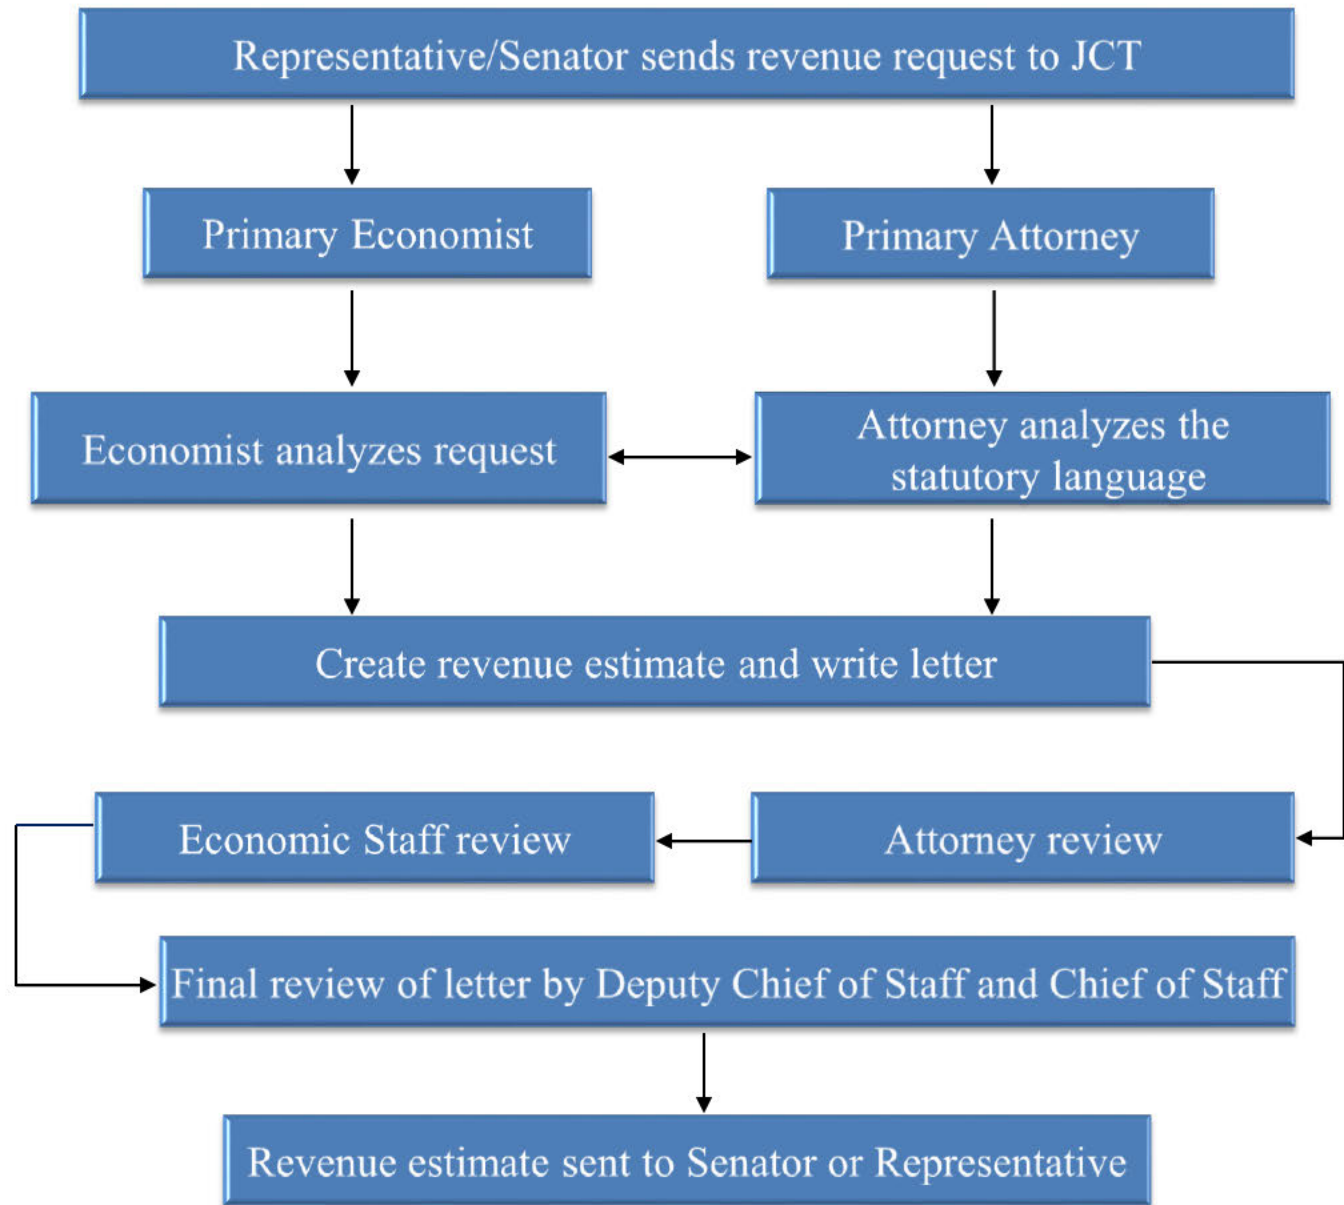 Representative/Senator sends revenue request to JCT
Primary Economist
Primary Attorney
Economist analyzes request
Attorney analyzes the
statutory language
Create revenue estimate and write letter
Economic Staff review
Attorney review
Final review of letter by Deputy Chief of Staff and Chief of Staff
Revenue estimate sent to Senator or Representative